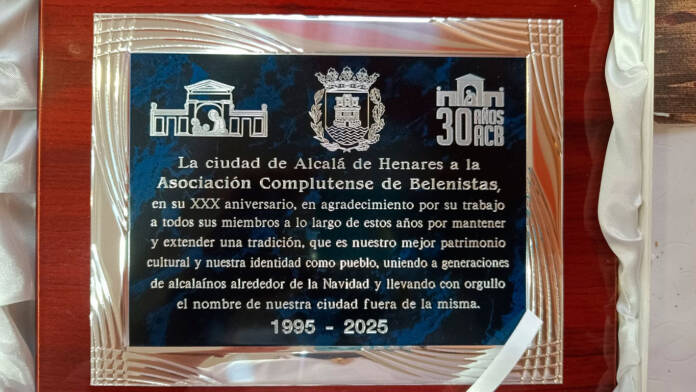 30 AÑOS
ACB
La ciudad de Alcalá de Henares a la
Asociación Complutense de Belenistas,
en su XXX aniversario, en agradecimiento por su trabajo
a todos sus miembros a lo largo de estos años por mantener
y extender una tradición, que es nuestro mejor patrimonio
cultural y nuestra identidad como pueblo, uniendo a generaciones
de alcalaínos alrededor de la Navidad y llevando con orgullo
el nombre de nuestra ciudad fuera de la misma.
1995 - 2025